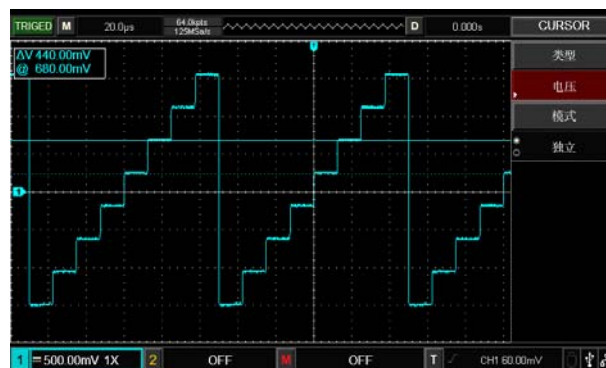 TRIGED M 20.0μs 64.0kpts 125MSa/s D 0.000s CURSOR
ΔV 440.00mV
@ 680.00mV
类型
电压
模式
独立
1
1 500.00mV 1X 2 OFF M OFF T CH1 60.00mV